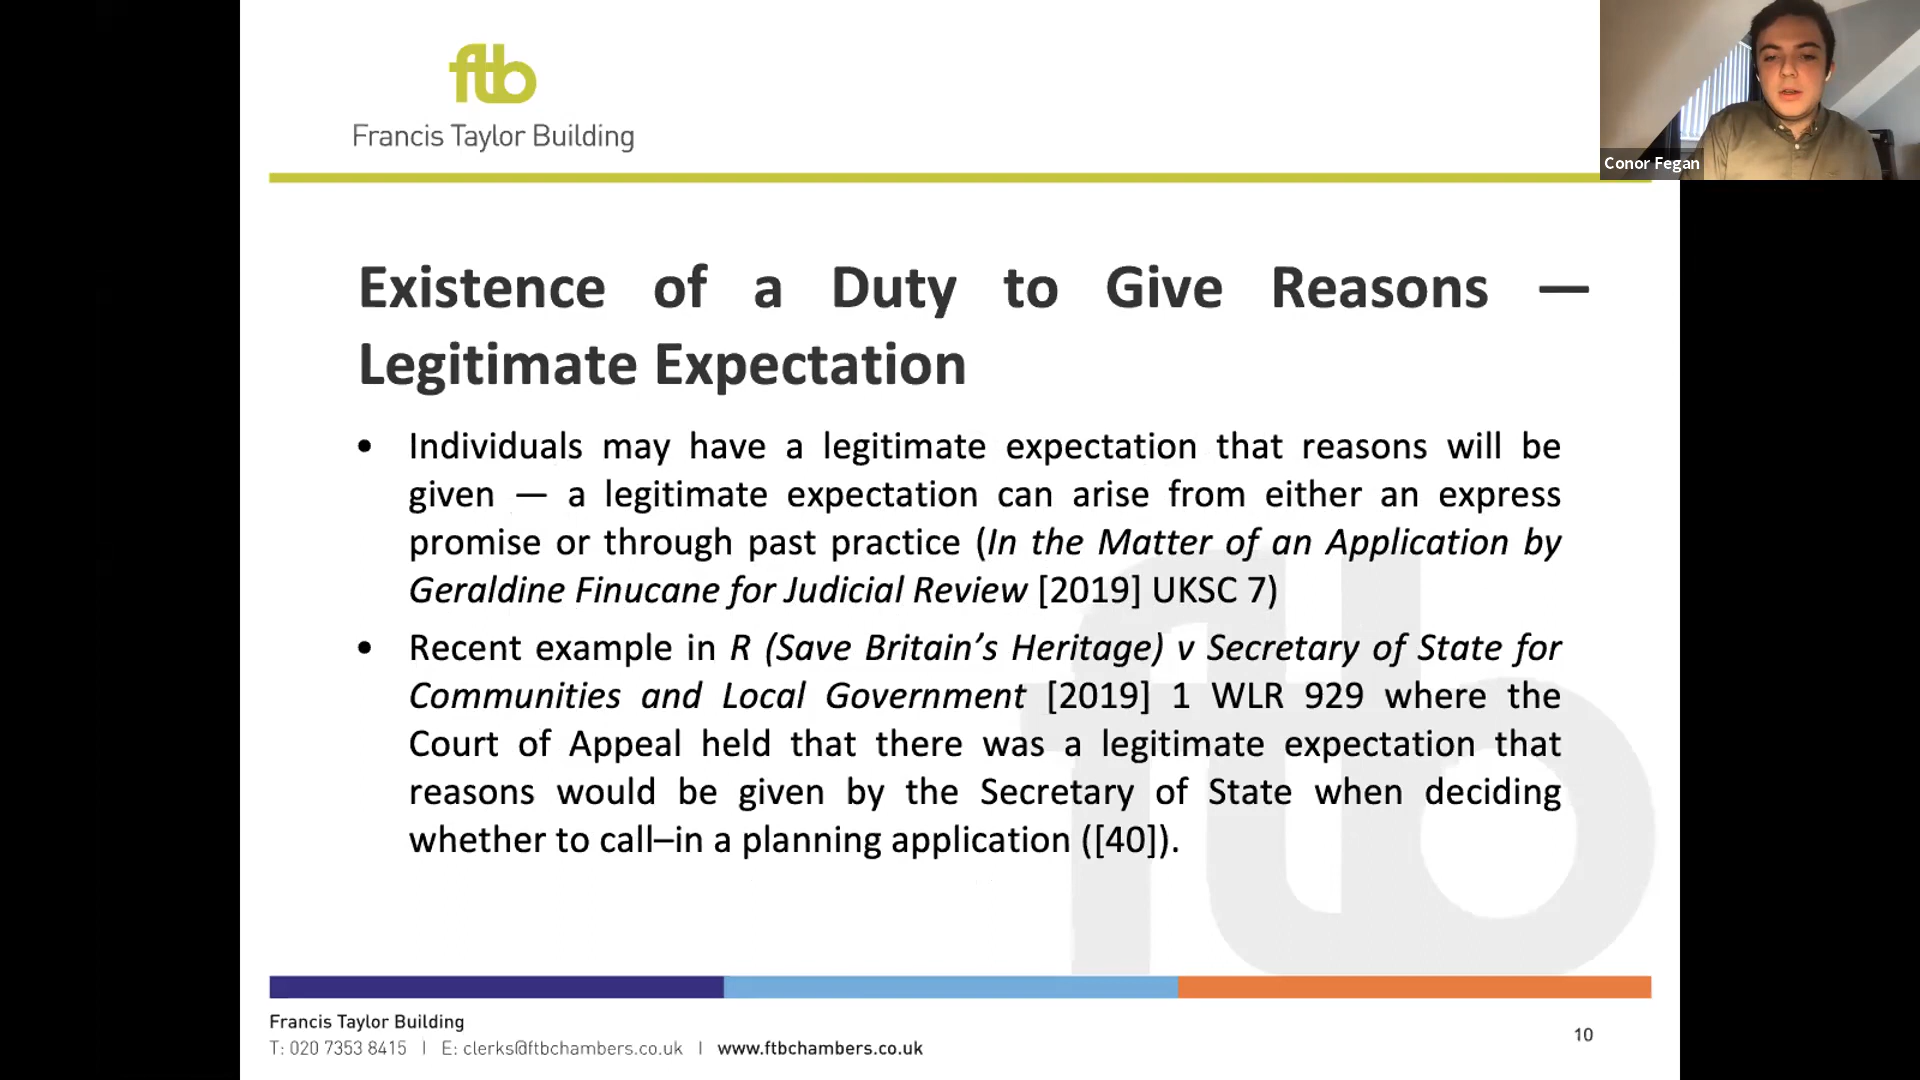 ftb
Francis Taylor Building
Conor Fegan
Existence of a Duty to Give Reasons —
Legitimate Expectation
• Individuals may have a legitimate expectation that reasons will be
given — a legitimate expectation can arise from either an express
promise or through past practice (In the Matter of an Application by
Geraldine Finucane for Judicial Review [2019] UKSC 7)
• Recent example in R (Save Britain’s Heritage) v Secretary of State for
Communities and Local Government [2019] 1 WLR 929 where the
Court of Appeal held that there was a legitimate expectation that
reasons would be given by the Secretary of State when deciding
whether to call–in a planning application ([40]).
ftb
Francis Taylor Building
T: 020 7353 8415 | E: clerks@ftbchambers.co.uk | www.ftbchambers.co.uk
10